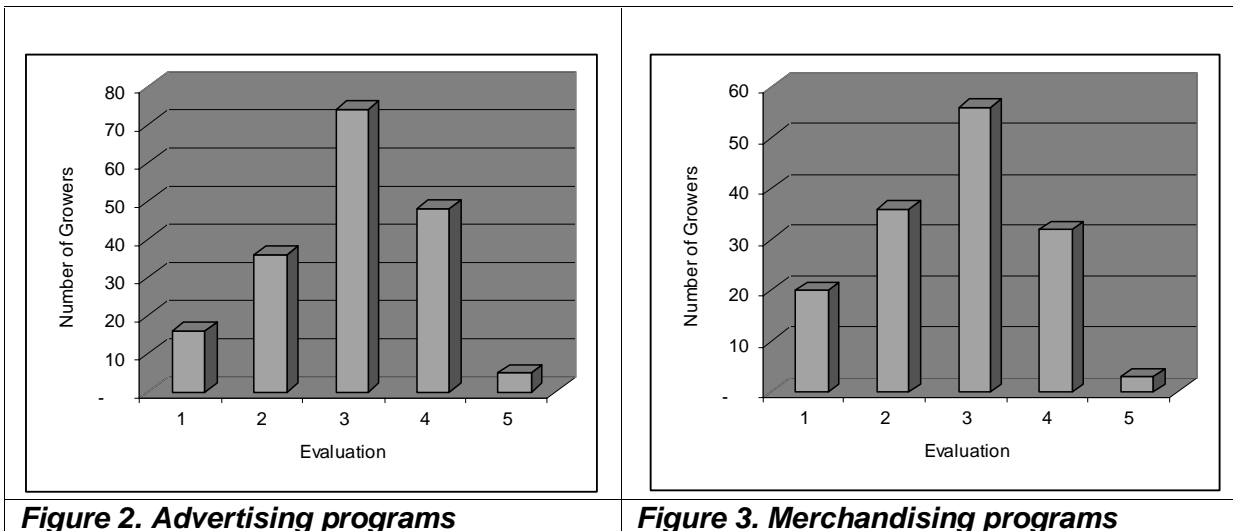 80
70
60
50
40
30
20
10
-
Number of Growers
1 2 3 4 5
Evaluation
Figure 2. Advertising programs
60
50
40
30
20
10
-
Number of Growers
1 2 3 4 5
Evaluation
Figure 3. Merchandising programs